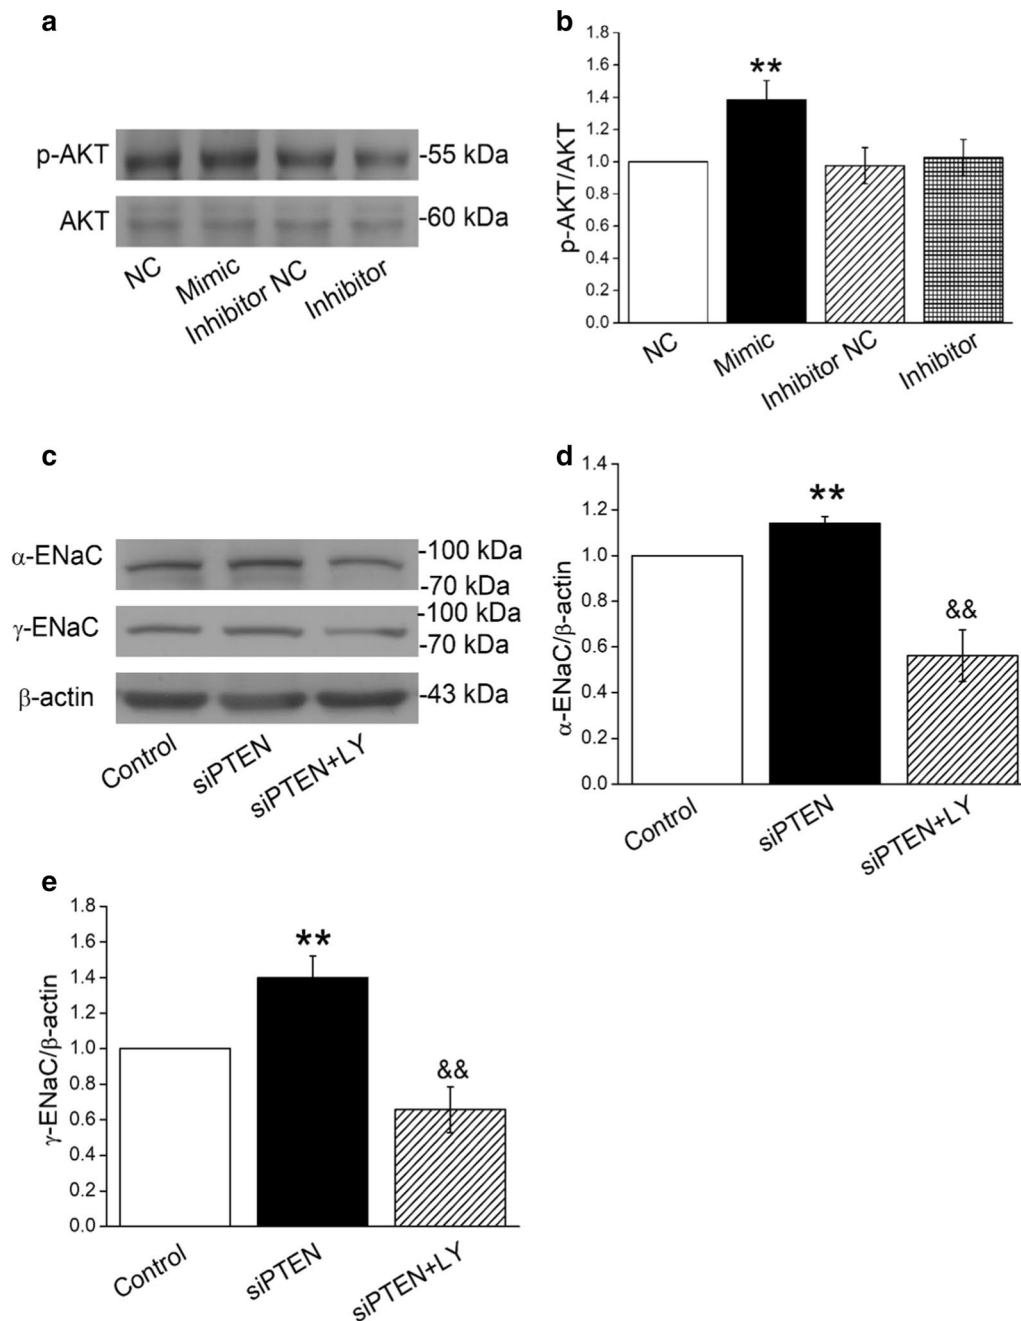 a
p-AKT
-55 kDa
AKT
-60 kDa
NC
Mimic
Inhibitor NC
Inhibitor
b
p-AKT/AKT
1.8
1.6
1.4
1.2
1.0
0.8
0.6
0.4
0.2
0.0
**
NC
Mimic
Inhibitor NC
Inhibitor
c
α-ENaC
-100 kDa
-70 kDa
γ-ENaC
-100 kDa
-70 kDa
β-actin
-43 kDa
Control
siPTEN
siPTEN+LY
d
α-ENaC/β-actin
1.4
1.2
1.0
0.8
0.6
0.4
0.2
0.0
**
&&
Control
siPTEN
siPTEN+LY
e
γ-ENaC/β-actin
1.8
1.6
1.4
1.2
1.0
0.8
0.6
0.4
0.2
0.0
**
&&
Control
siPTEN
siPTEN+LY